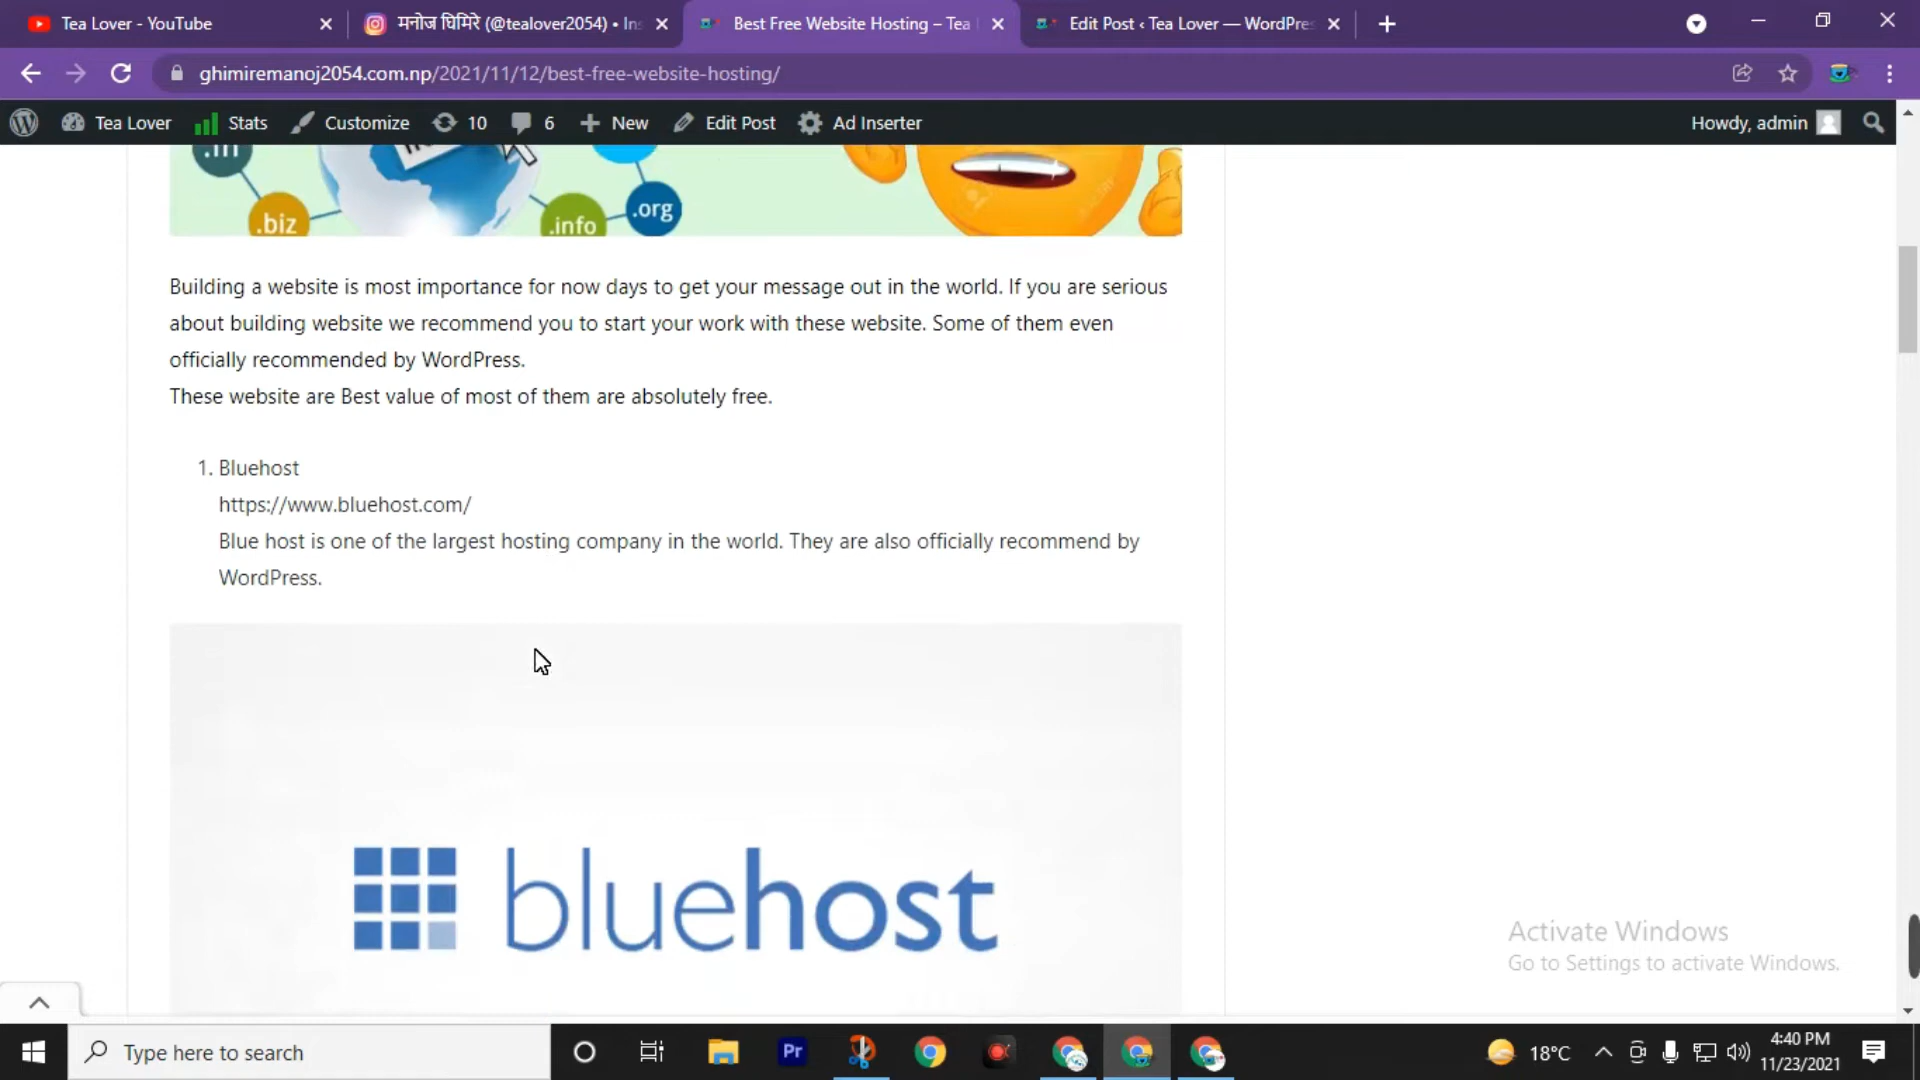 Tea Lover - YouTube
मनोज घिमिरे (@tealover2054) • Ins
Best Free Website Hosting – Tea
Edit Post ‹ Tea Lover — WordPres
ghimiremanoj2054.com.np/2021/11/12/best-free-website-hosting/
Tea Lover Stats Customize 10 6 New Edit Post Ad Inserter Howdy, admin
.in
.biz
.info
.org
Building a website is most importance for now days to get your message out in the world. If you are serious
about building website we recommend you to start your work with these website. Some of them even
officially recommended by WordPress.
These website are Best value of most of them are absolutely free.
1. Bluehost
https://www.bluehost.com/
Blue host is one of the largest hosting company in the world. They are also officially recommend by
WordPress.
bluehost
Activate Windows
Go to Settings to activate Windows.
Type here to search
Pr
18°C
4:40 PM
11/23/2021